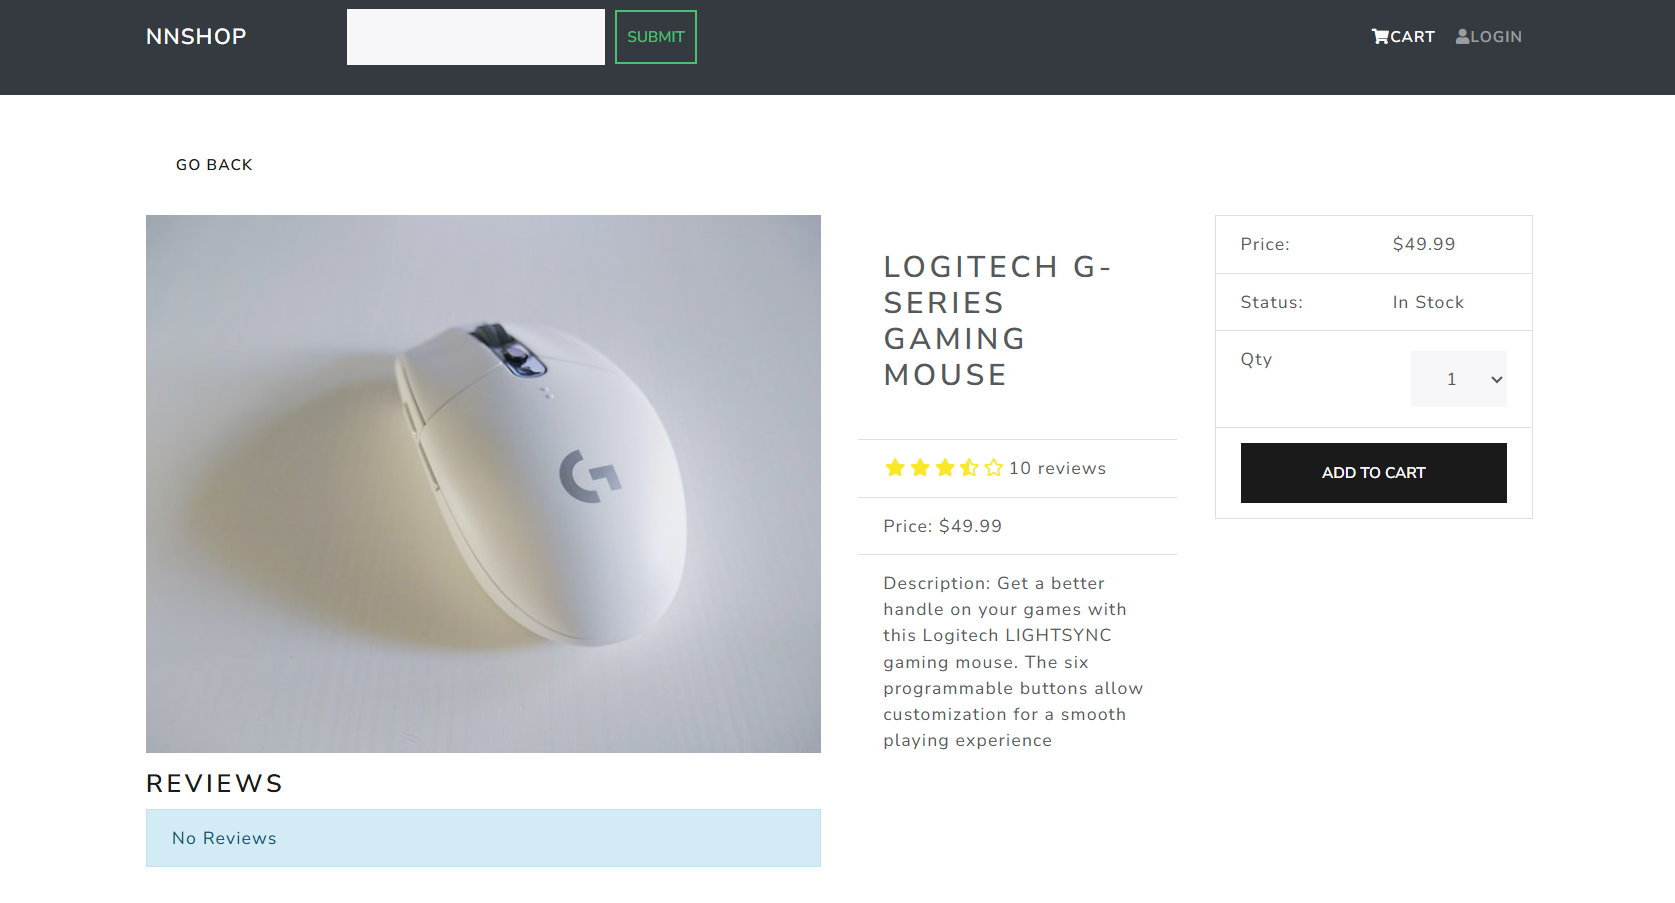 NNSHOP
SUBMIT
CART
LOGIN
GO BACK
LOGITECH G-
SERIES
GAMING
MOUSE
10 reviews
Price: $49.99
Description: Get a better
handle on your games with
this Logitech LIGHTSYNC
gaming mouse. The six
programmable buttons allow
customization for a smooth
playing experience
Price: $49.99
Status: In Stock
Qty 1
ADD TO CART
REVIEWS
No Reviews